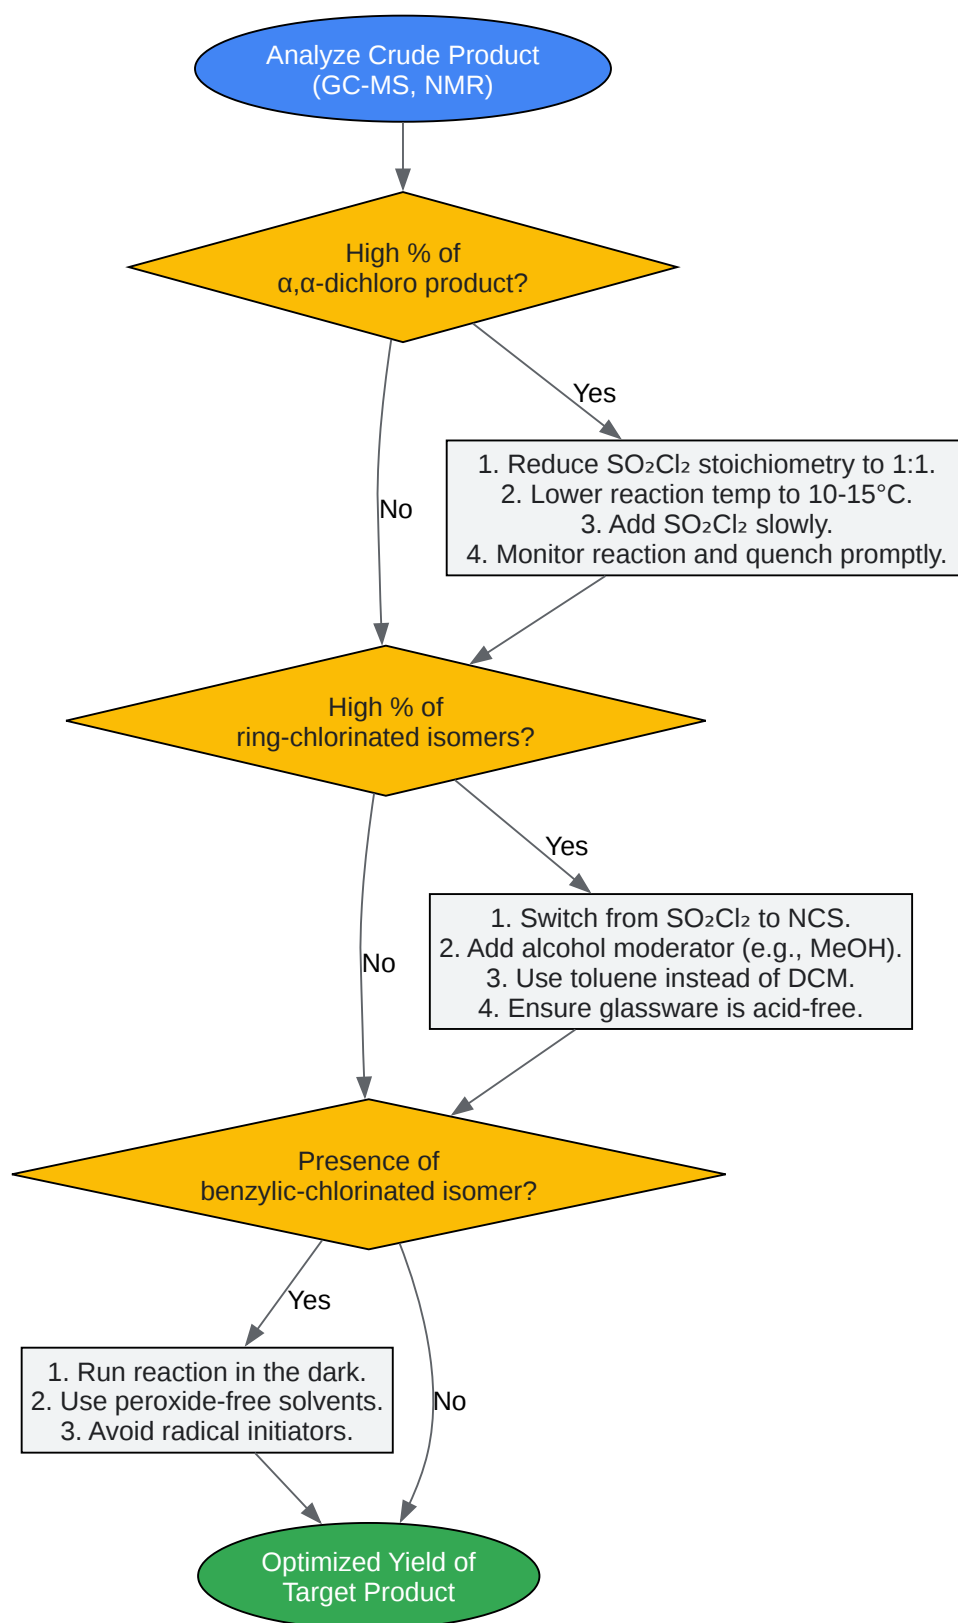 Analyze Crude Product
(GC-MS, NMR)
High % of
α,α-dichloro product?
Yes
1. Reduce SO₂Cl₂ stoichiometry to 1:1.
2. Lower reaction temp to 10-15°C.
3. Add SO₂Cl₂ slowly.
4. Monitor reaction and quench promptly.
No
High % of
ring-chlorinated isomers?
Yes
1. Switch from SO₂Cl₂ to NCS.
2. Add alcohol moderator (e.g., MeOH).
3. Use toluene instead of DCM.
4. Ensure glassware is acid-free.
No
Presence of
benzylic-chlorinated isomer?
Yes
1. Run reaction in the dark.
2. Use peroxide-free solvents.
3. Avoid radical initiators.
No
Optimized Yield of
Target Product